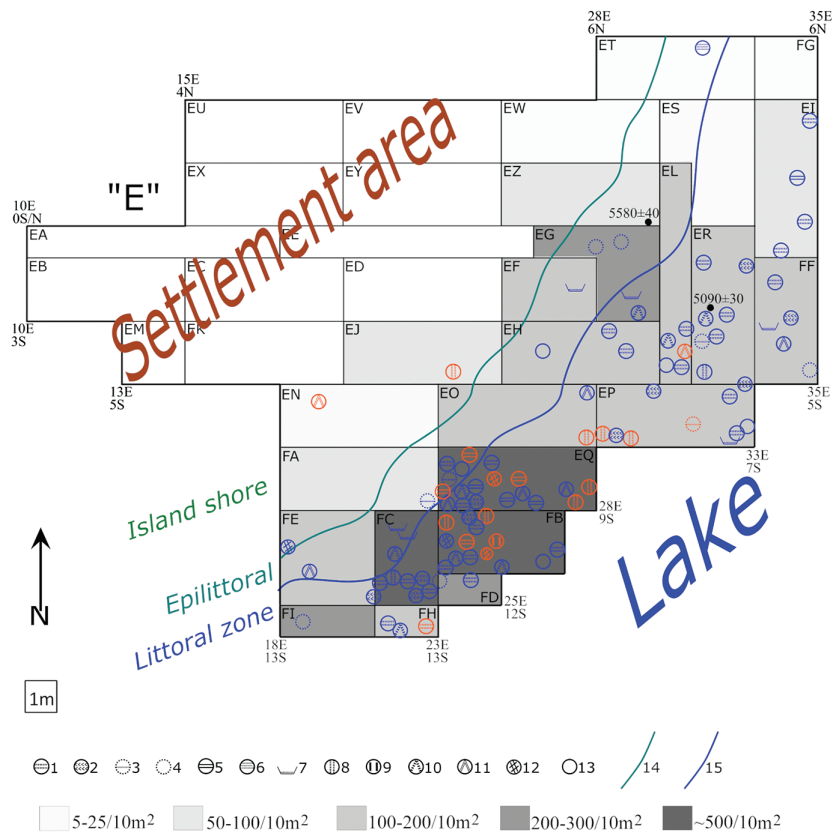 28E
6N
35E
6N
ET
FG
15E
4N
EU
EV
EW
ES
EI
EX
EY
EZ
EL
"E"
Settlement area
10E
0S/N
5580±40
EA
EE
EG
ER
EB
EC
ED
EF
FF
5090±30
10E
3S
EM
FK
EJ
EH
13E
5S
EN
EO
EP
35E
5S
FA
EQ
33E
7S
Island shore
28E
9S
FE
FC
FB
Lake
Epilittoral
N
FD
25E
12S
Littoral zone
FI
FH
18E
13S
23E
13S
1m
1 2 3 4 5 6 7 8 9 10 11 12 13 14 15
5-25/10m² 50-100/10m² 100-200/10m² 200-300/10m² ~500/10m²